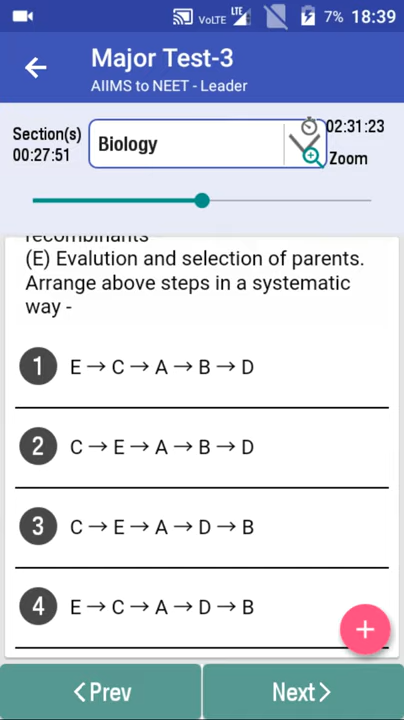 VoLTE LTE 7% 18:39
Major Test-3
AIIMS to NEET - Leader
Section(s)
00:27:51
Biology
02:31:23
Zoom
recombinants
(E) Evalution and selection of parents.
Arrange above steps in a systematic
way -
1 E → C → A → B → D
2 C → E → A → B → D
3 C → E → A → D → B
4 E → C → A → D → B
+
<Prev
Next>